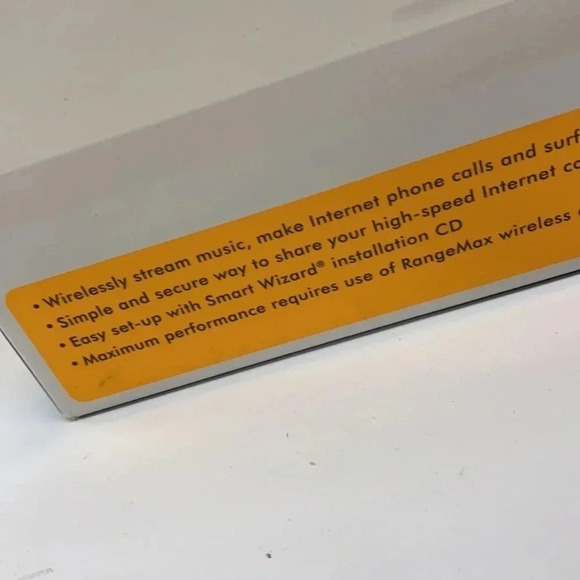 • Wirelessly stream music, make Internet phone calls and surf
• Simple and secure way to share your high-speed Internet
• Easy set-up with Smart Wizard® installation CD
• Maximum performance requires use of RangeMax wireless